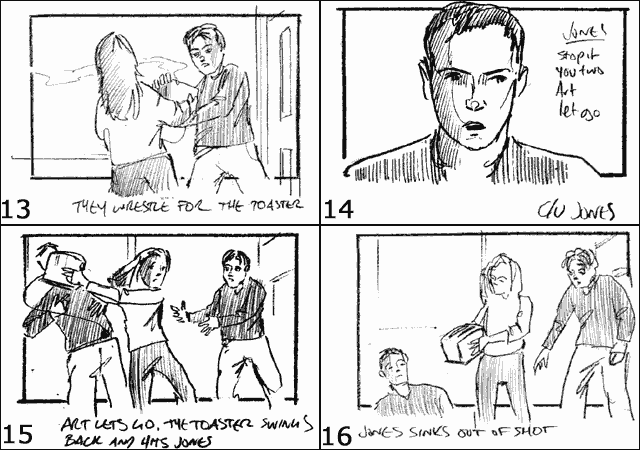 13
THEY WRESTLE FOR THE TOASTER
JONES
Stop it
You two
Art
let go
14
C/U JONES
15
ART LETS GO, THE TOASTER SWINGS
BACK AND HITS JONES
16
JONES SINKS OUT OF SHOT